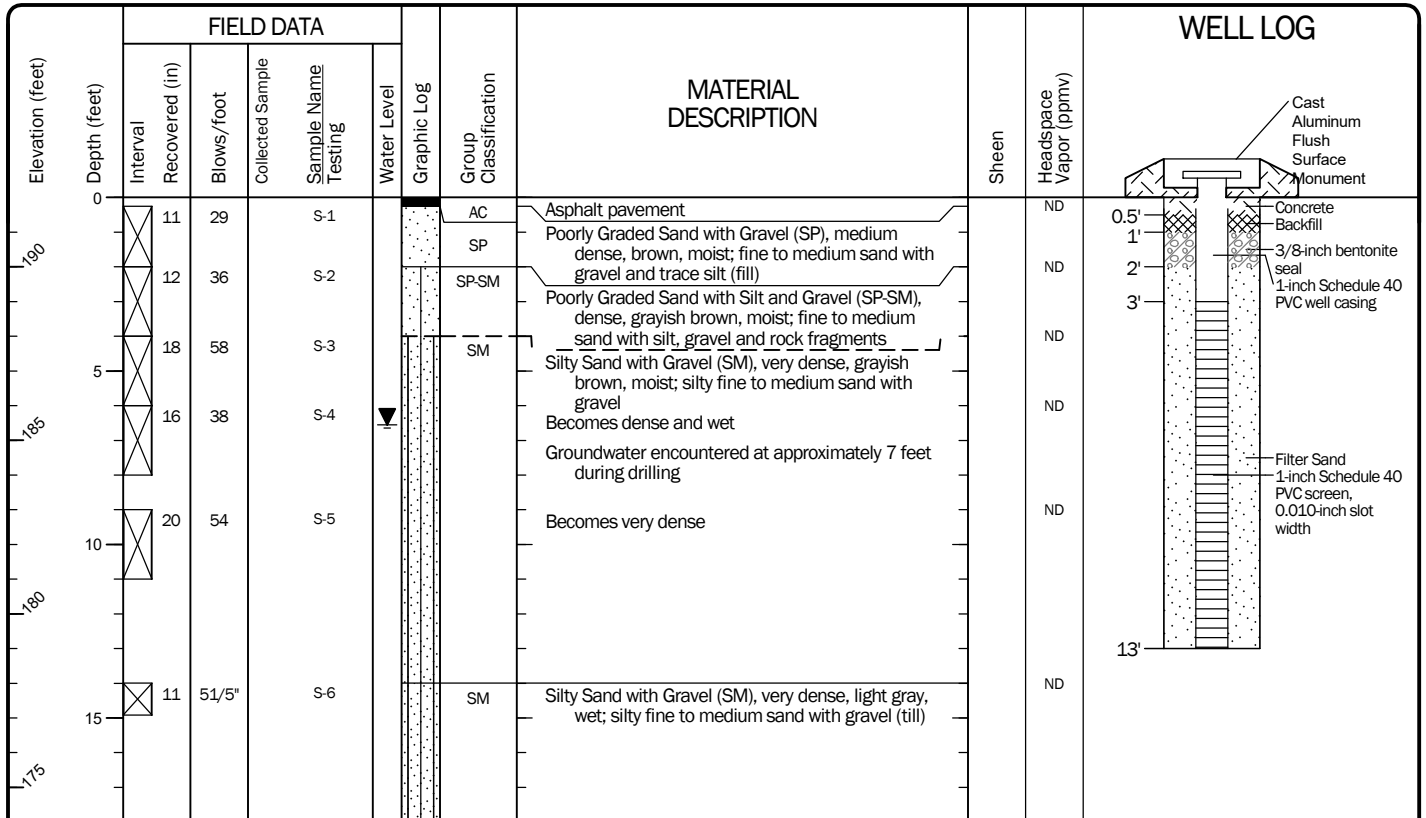 FIELD DATA
WELL LOG
Elevation (feet)
Depth (feet)
Interval
Recovered (in)
Blows/foot
Collected Sample
Sample Name
Testing
Water Level
Graphic Log
Group
Classification
MATERIAL
DESCRIPTION
Sheen
Headspace
Vapor (ppmv)
Cast
Aluminum
Flush
Surface
Monument
0
11 29 S-1 AC Asphalt pavement ND
SP Poorly Graded Sand with Gravel (SP), medium
dense, brown, moist; fine to medium sand with
gravel and trace silt (fill)
190
12 36 S-2 SP-SM ND
Poorly Graded Sand with Silt and Gravel (SP-SM),
dense, grayish brown, moist; fine to medium
sand with silt, gravel and rock fragments
18 58 S-3 SM ND
Silty Sand with Gravel (SM), very dense, grayish
brown, moist; silty fine to medium sand with
gravel
5
16 38 S-4 ND
Becomes dense and wet
185
Groundwater encountered at approximately 7 feet
during drilling
20 54 S-5 Becomes very dense ND
10
180
11 51/5" S-6 SM ND
Silty Sand with Gravel (SM), very dense, light gray,
wet; silty fine to medium sand with gravel (till)
15
175
0.5'
1'
2'
3'
13'
Concrete
Backfill
3/8-inch bentonite
seal
1-inch Schedule 40
PVC well casing
Filter Sand
1-inch Schedule 40
PVC screen,
0.010-inch slot
width